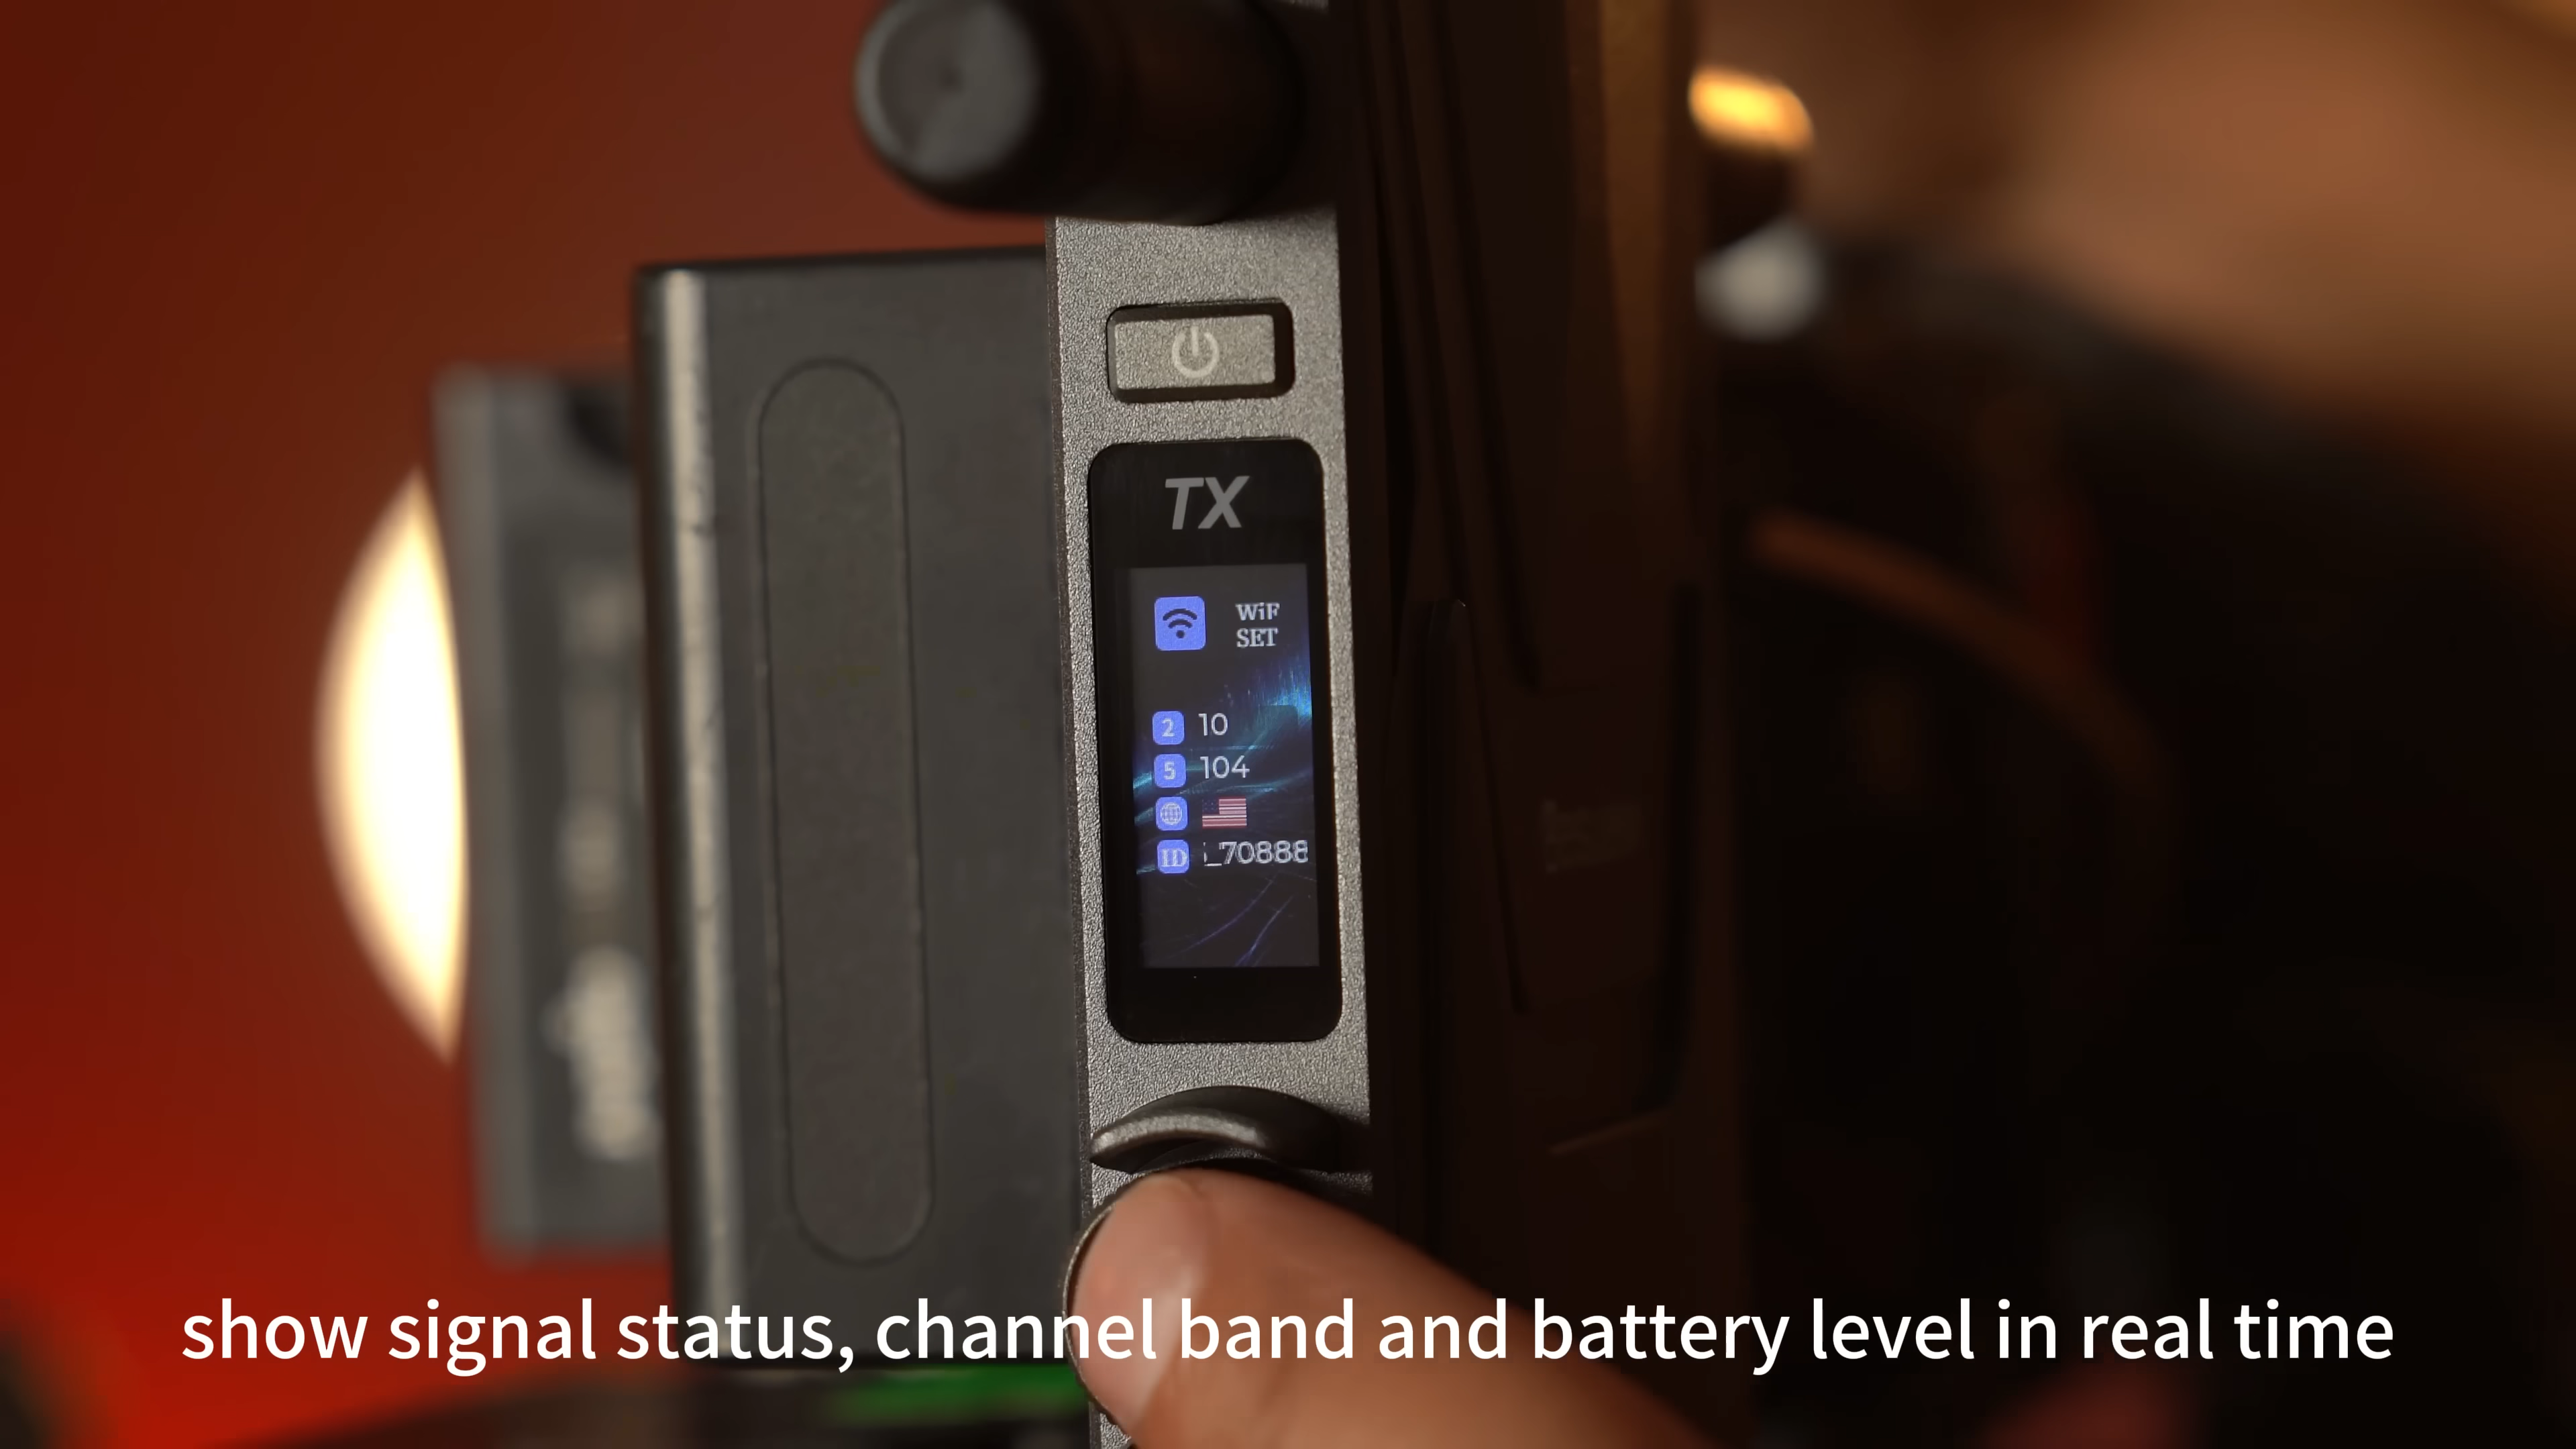 TX
WiF
SET
2 10
5 104
ID _70888
show signal status, channel band and battery level in real time